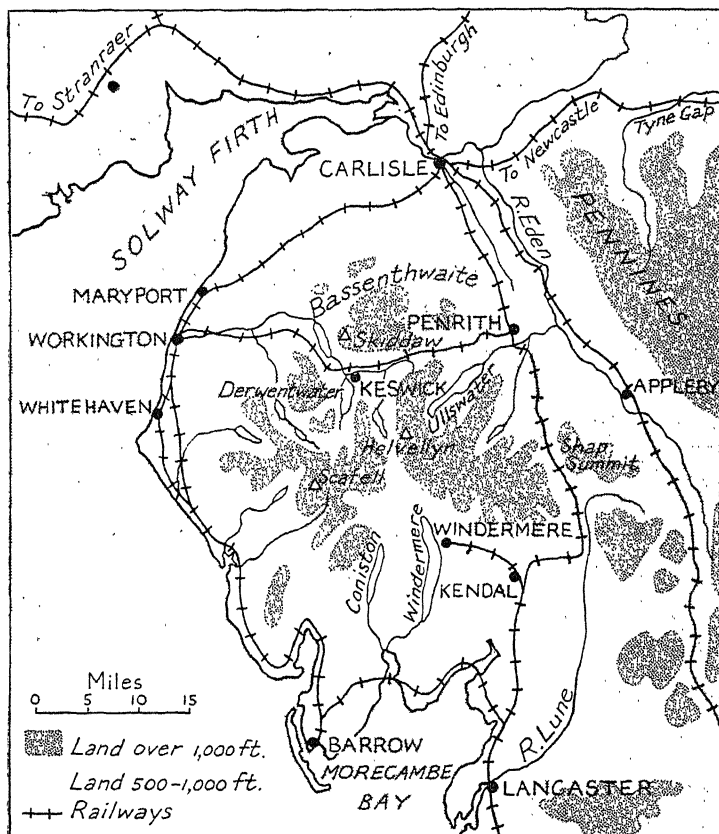 To Stranraer
To Edinburgh
To Newcastle
Tyne Gap
SOLWAY FIRTH
CARLISLE
R. Eden
PENNINES
MARYPORT
Bassenthwaite
Skiddaw
PENRITH
WORKINGTON
KESWICK
Derwentwater
Ullswater
APPLEBY
WHITEHAVEN
Helvellyn
Shap
Summit
Scafell
WINDERMERE
Coniston
Windermere
KENDAL
Miles
0 5 10 15
R. Lune
Land over 1,000 ft.
Land 500-1,000 ft.
Railways
BARROW
MORECAMBE
BAY
LANCASTER